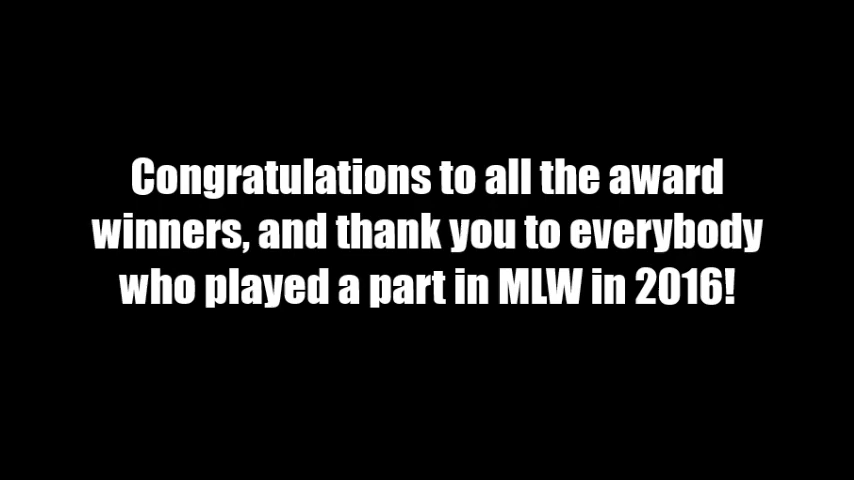 Congratulations to all the award
winners, and thank you to everybody
who played a part in MLW in 2016!